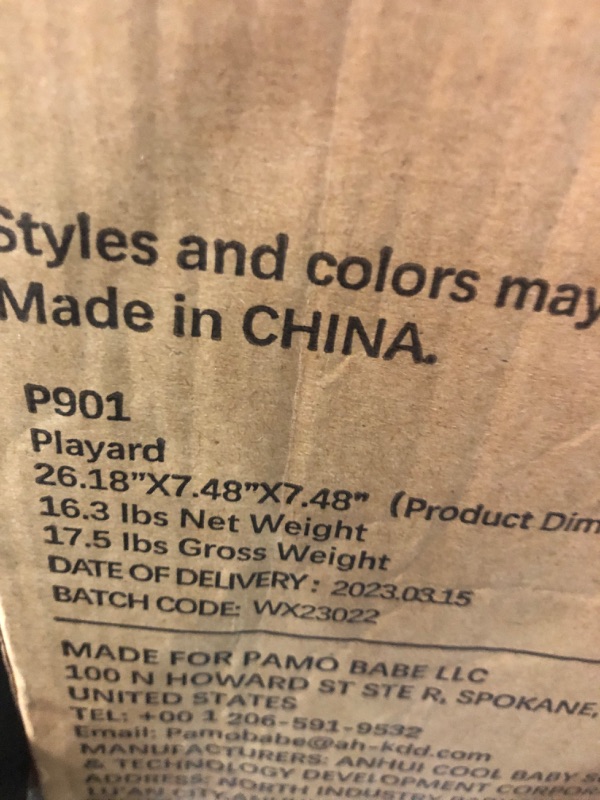 Styles and colors may
Made in CHINA.
P901
Playard
26.18”X7.48”X7.48” (Product Dim
16.3 lbs Net Weight
17.5 lbs Gross Weight
DATE OF DELIVERY: 2023.03.15
BATCH CODE: WX23022
MADE FOR PAMO BABE LLC
100 N HOWARD ST STE R, SPOKANE,
UNITED STATES
TEL: +00 1 206-591-9532
Email: Pamobabe@ah-kdd.com
MANUFACTURERS: ANHUI COOL BABY
& TECHNOLOGY DEVELOPMENT CORPOR
ADDRESS: NORTH INDUSTRY
LU'AN CITY,